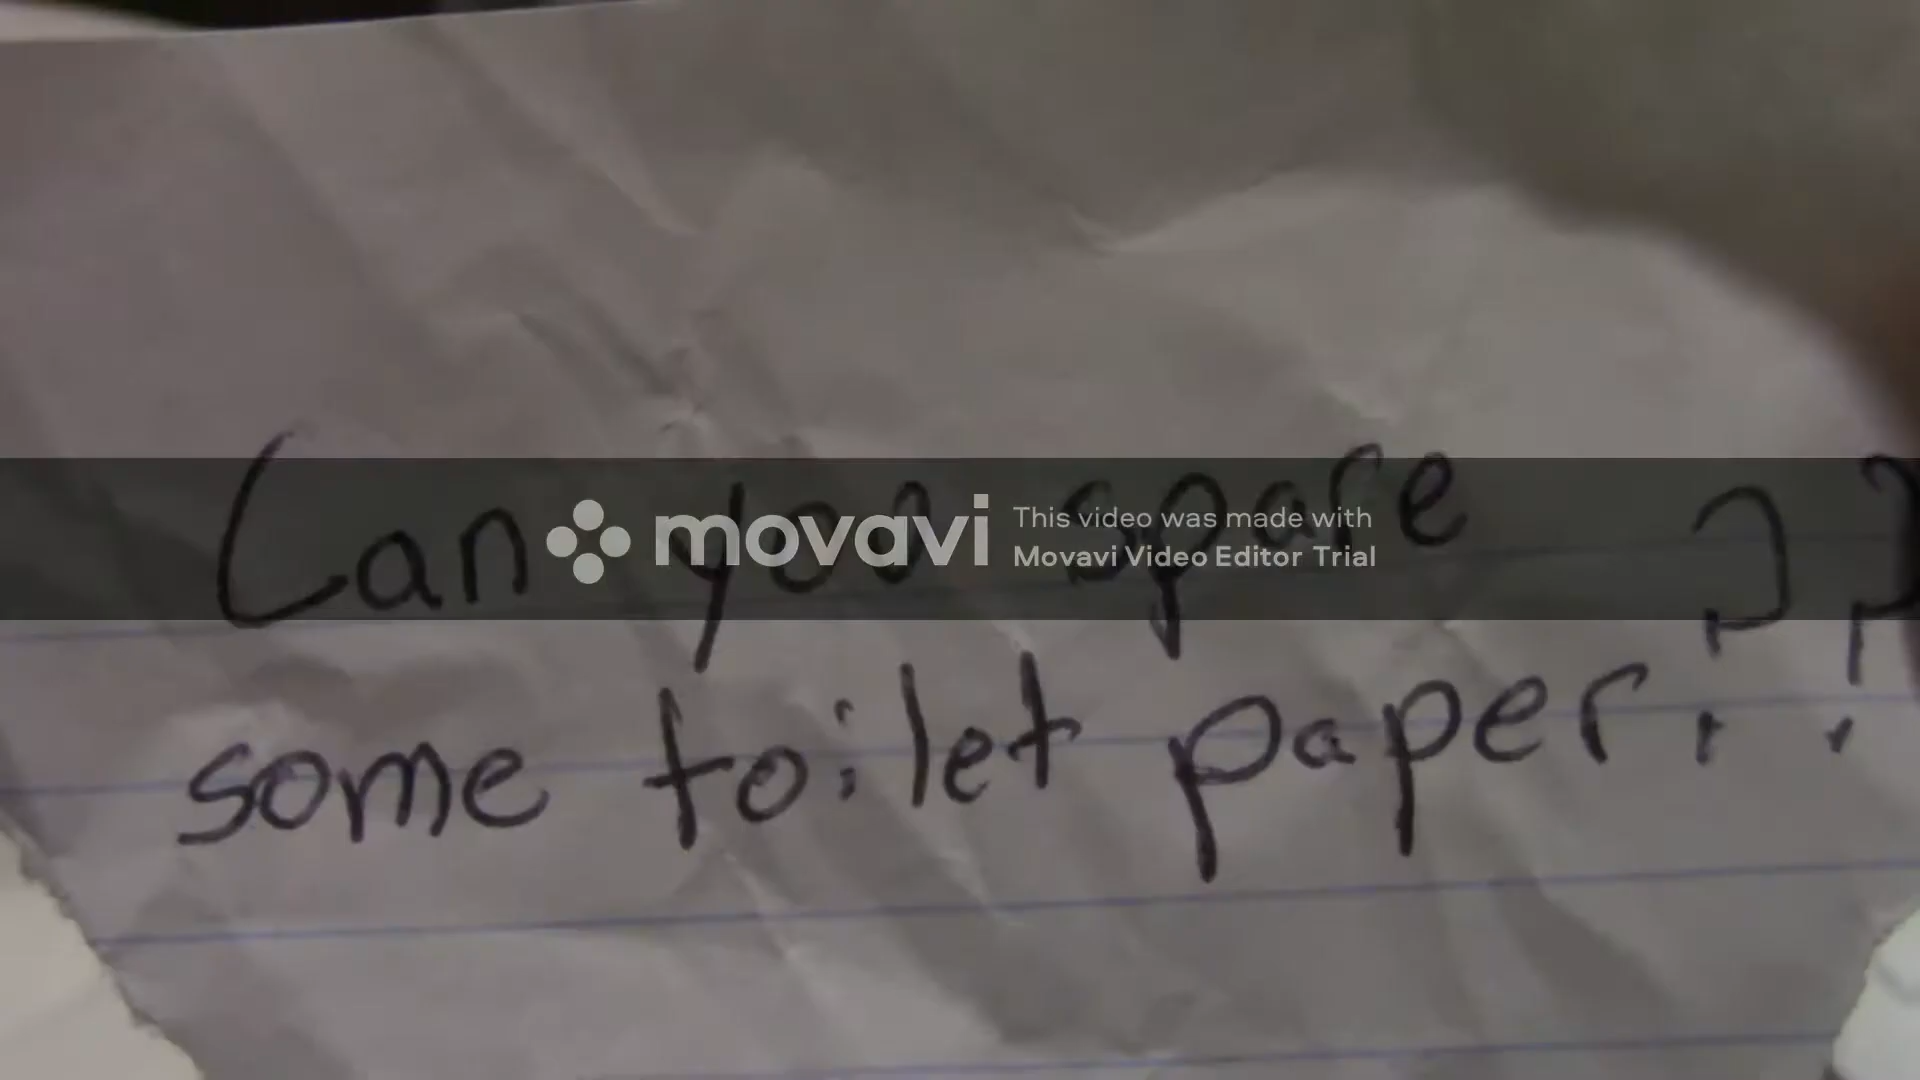 Can you spare
some toilet paper??
movavi
This video was made with
Movavi Video Editor Trial